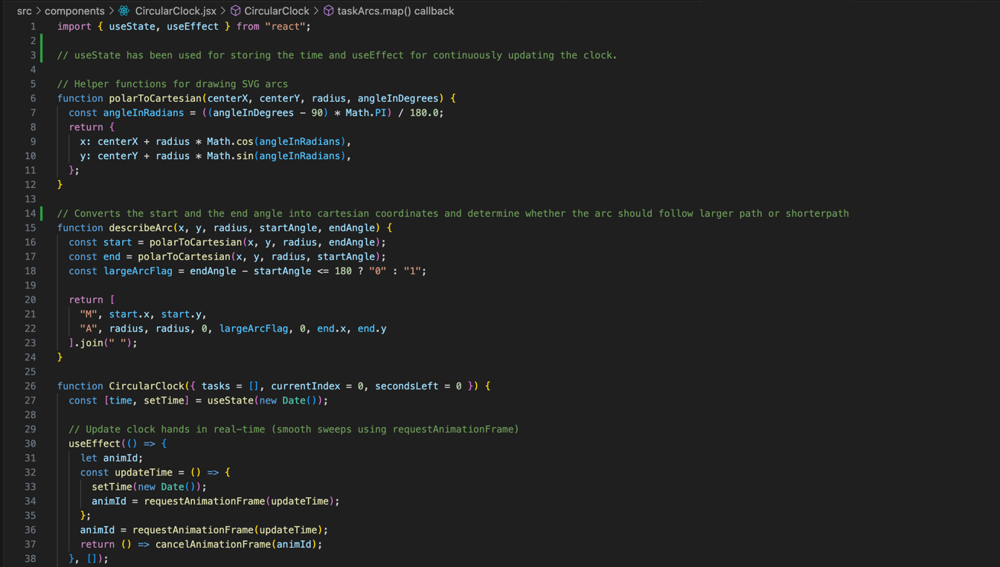 src > components > CircularClock.jsx > CircularClock > taskArcs.map() callback
1 import { useState, useEffect } from "react";
2
3 // useState has been used for storing the time and useEffect for continuously updating the clock.
4
5 // Helper functions for drawing SVG arcs
6 function polarToCartesian(centerX, centerY, radius, angleInDegrees) {
7 const angleInRadians = ((angleInDegrees - 90) * Math.PI) / 180.0;
8 return {
9 x: centerX + radius * Math.cos(angleInRadians),
10 y: centerY + radius * Math.sin(angleInRadians),
11 };
12 }
13
14 // Converts the start and the end angle into cartesian coordinates and determine whether the arc should follow larger path or shorterpath
15 function describeArc(x, y, radius, startAngle, endAngle) {
16 const start = polarToCartesian(x, y, radius, endAngle);
17 const end = polarToCartesian(x, y, radius, startAngle);
18 const largeArcFlag = endAngle - startAngle <= 180 ? "0" : "1";
19
20 return [
21 "M", start.x, start.y,
22 "A", radius, radius, 0, largeArcFlag, 0, end.x, end.y
23 ].join(" ");
24 }
25
26 function CircularClock({ tasks = [], currentIndex = 0, secondsLeft = 0 }) {
27 const [time, setTime] = useState(new Date());
28
29 // Update clock hands in real-time (smooth sweeps using requestAnimationFrame)
30 useEffect(() => {
31 let animId;
32 const updateTime = () => {
33 setTime(new Date());
34 animId = requestAnimationFrame(updateTime);
35 };
36 animId = requestAnimationFrame(updateTime);
37 return () => cancelAnimationFrame(animId);
38 }, []);